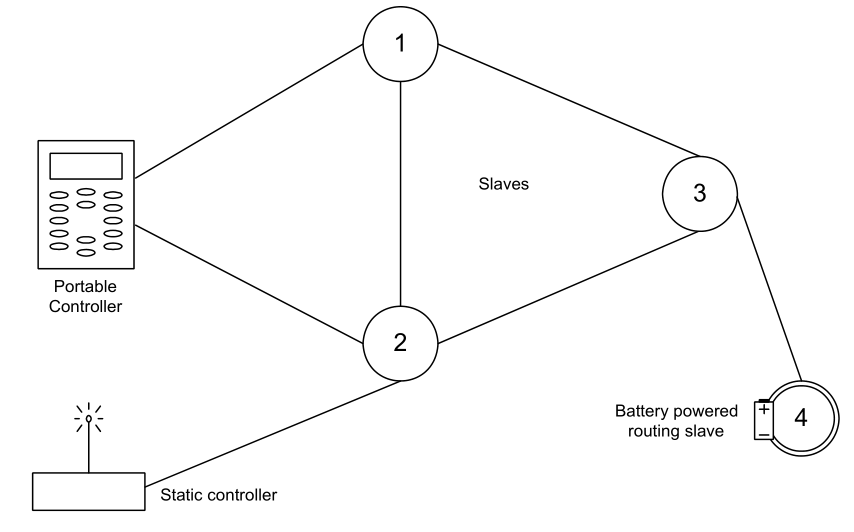 1
Slaves
3
Portable
Controller
2
Battery powered
routing slave
+
−
4
Static controller